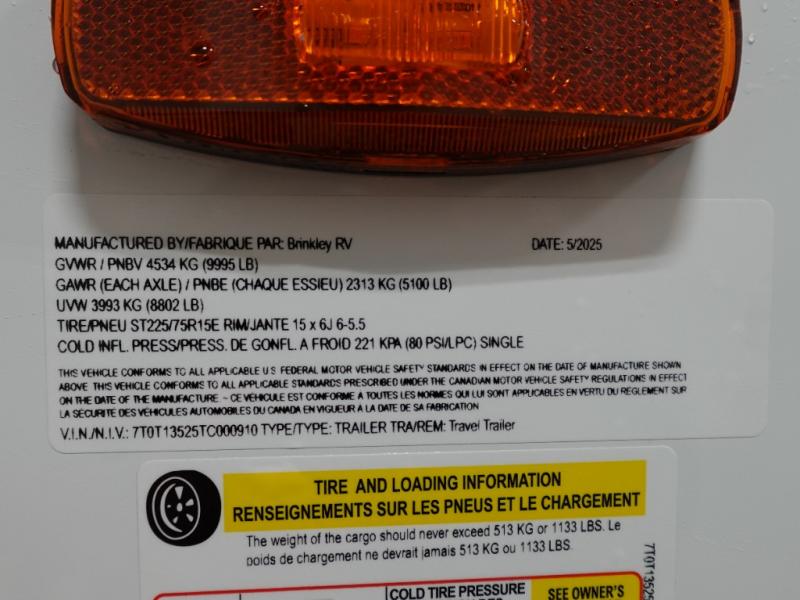 MANUFACTURED BY/FABRIQUE PAR: Brinkley RV DATE: 5/2025
GVWR / PNBV 4534 KG (9995 LB)
GAWR (EACH AXLE) / PNBE (CHAQUE ESSIEU) 2313 KG (5100 LB)
UVW 3993 KG (8802 LB)
TIRE/PNEU ST225/75R15E RIM/JANTE 15 x 6J 6-5.5
COLD INFL. PRESS/PRESS. DE GONFL. A FROID 221 KPA (80 PSI/LPC) SINGLE
THIS VEHICLE CONFORMS TO ALL APPLICABLE U.S FEDERAL MOTOR VEHICLE SAFETY STANDARDS IN EFFECT ON THE DATE OF MANUFACTURE SHOWN
ABOVE THIS VEHICLE CONFORMS TO ALL APPLICABLE STANDARDS PRESCRIBED UNDER THE CANADIAN MOTOR VEHICLE SAFETY REGULATIONS IN EFFECT
ON THE DATE OF MANUFACTURE. ~ CE VEHICULE EST CONFORME A TOUTES LES NORMES QUI LUI SONT APPLICABLES EN VERTU DU REGLEMENT SUR
LA SECURITE DES VEHICULES AUTOMOBILES DU CANADA EN VIGUEUR A LA DATE DE SA FABRICATION
V.I.N./N.I.V.: 7T0T13525TC000910 TYPE/TYPE: TRAILER TRA/REM: Travel Trailer
TIRE AND LOADING INFORMATION
RENSEIGNEMENTS SUR LES PNEUS ET LE CHARGEMENT
The weight of the cargo should never exceed 513 KG or 1133 LBS. Le
poids de chargement ne devrait jamais 513 KG ou 1133 LBS.
COLD TIRE PRESSURE
SEE OWNER'S
7T0T13525